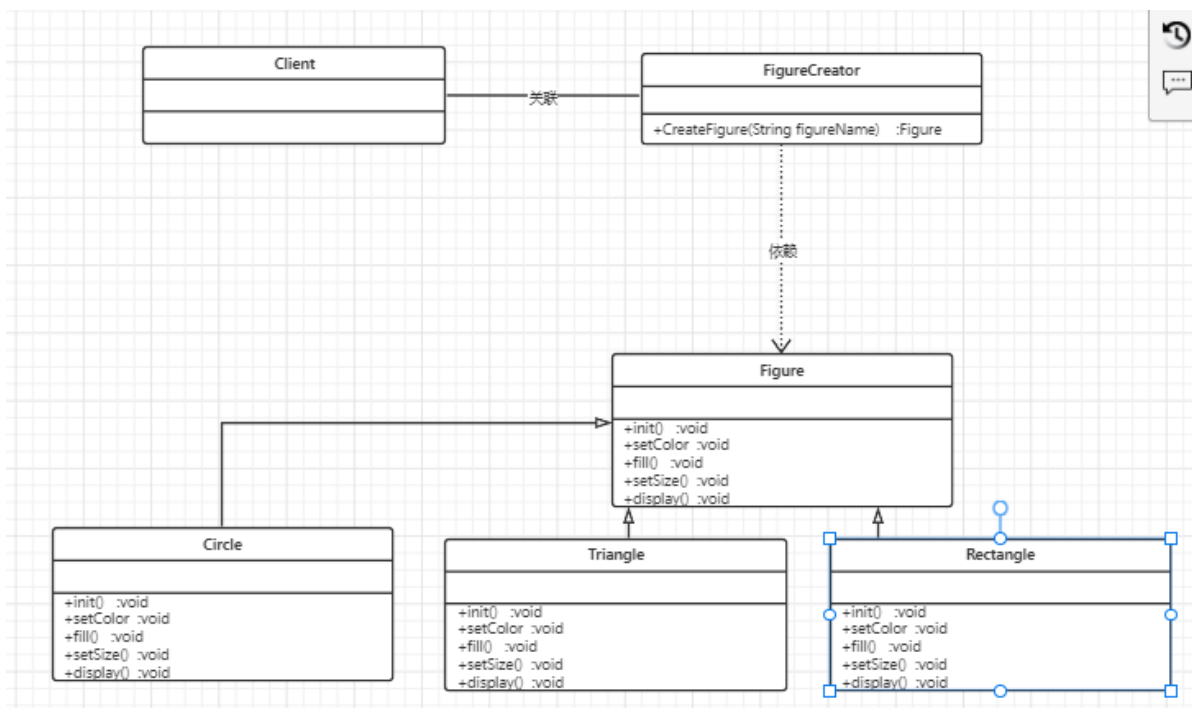 Client
关联
FigureCreator
+CreateFigure(String figureName) :Figure
依赖
Figure
+init() :void
+setColor :void
+fill() :void
+setSize() :void
+display() :void
Circle
+init() :void
+setColor :void
+fill() :void
+setSize() :void
+display() :void
Triangle
+init() :void
+setColor :void
+fill() :void
+setSize() :void
+display() :void
Rectangle
+init() :void
+setColor :void
+fill() :void
+setSize() :void
+display() :void